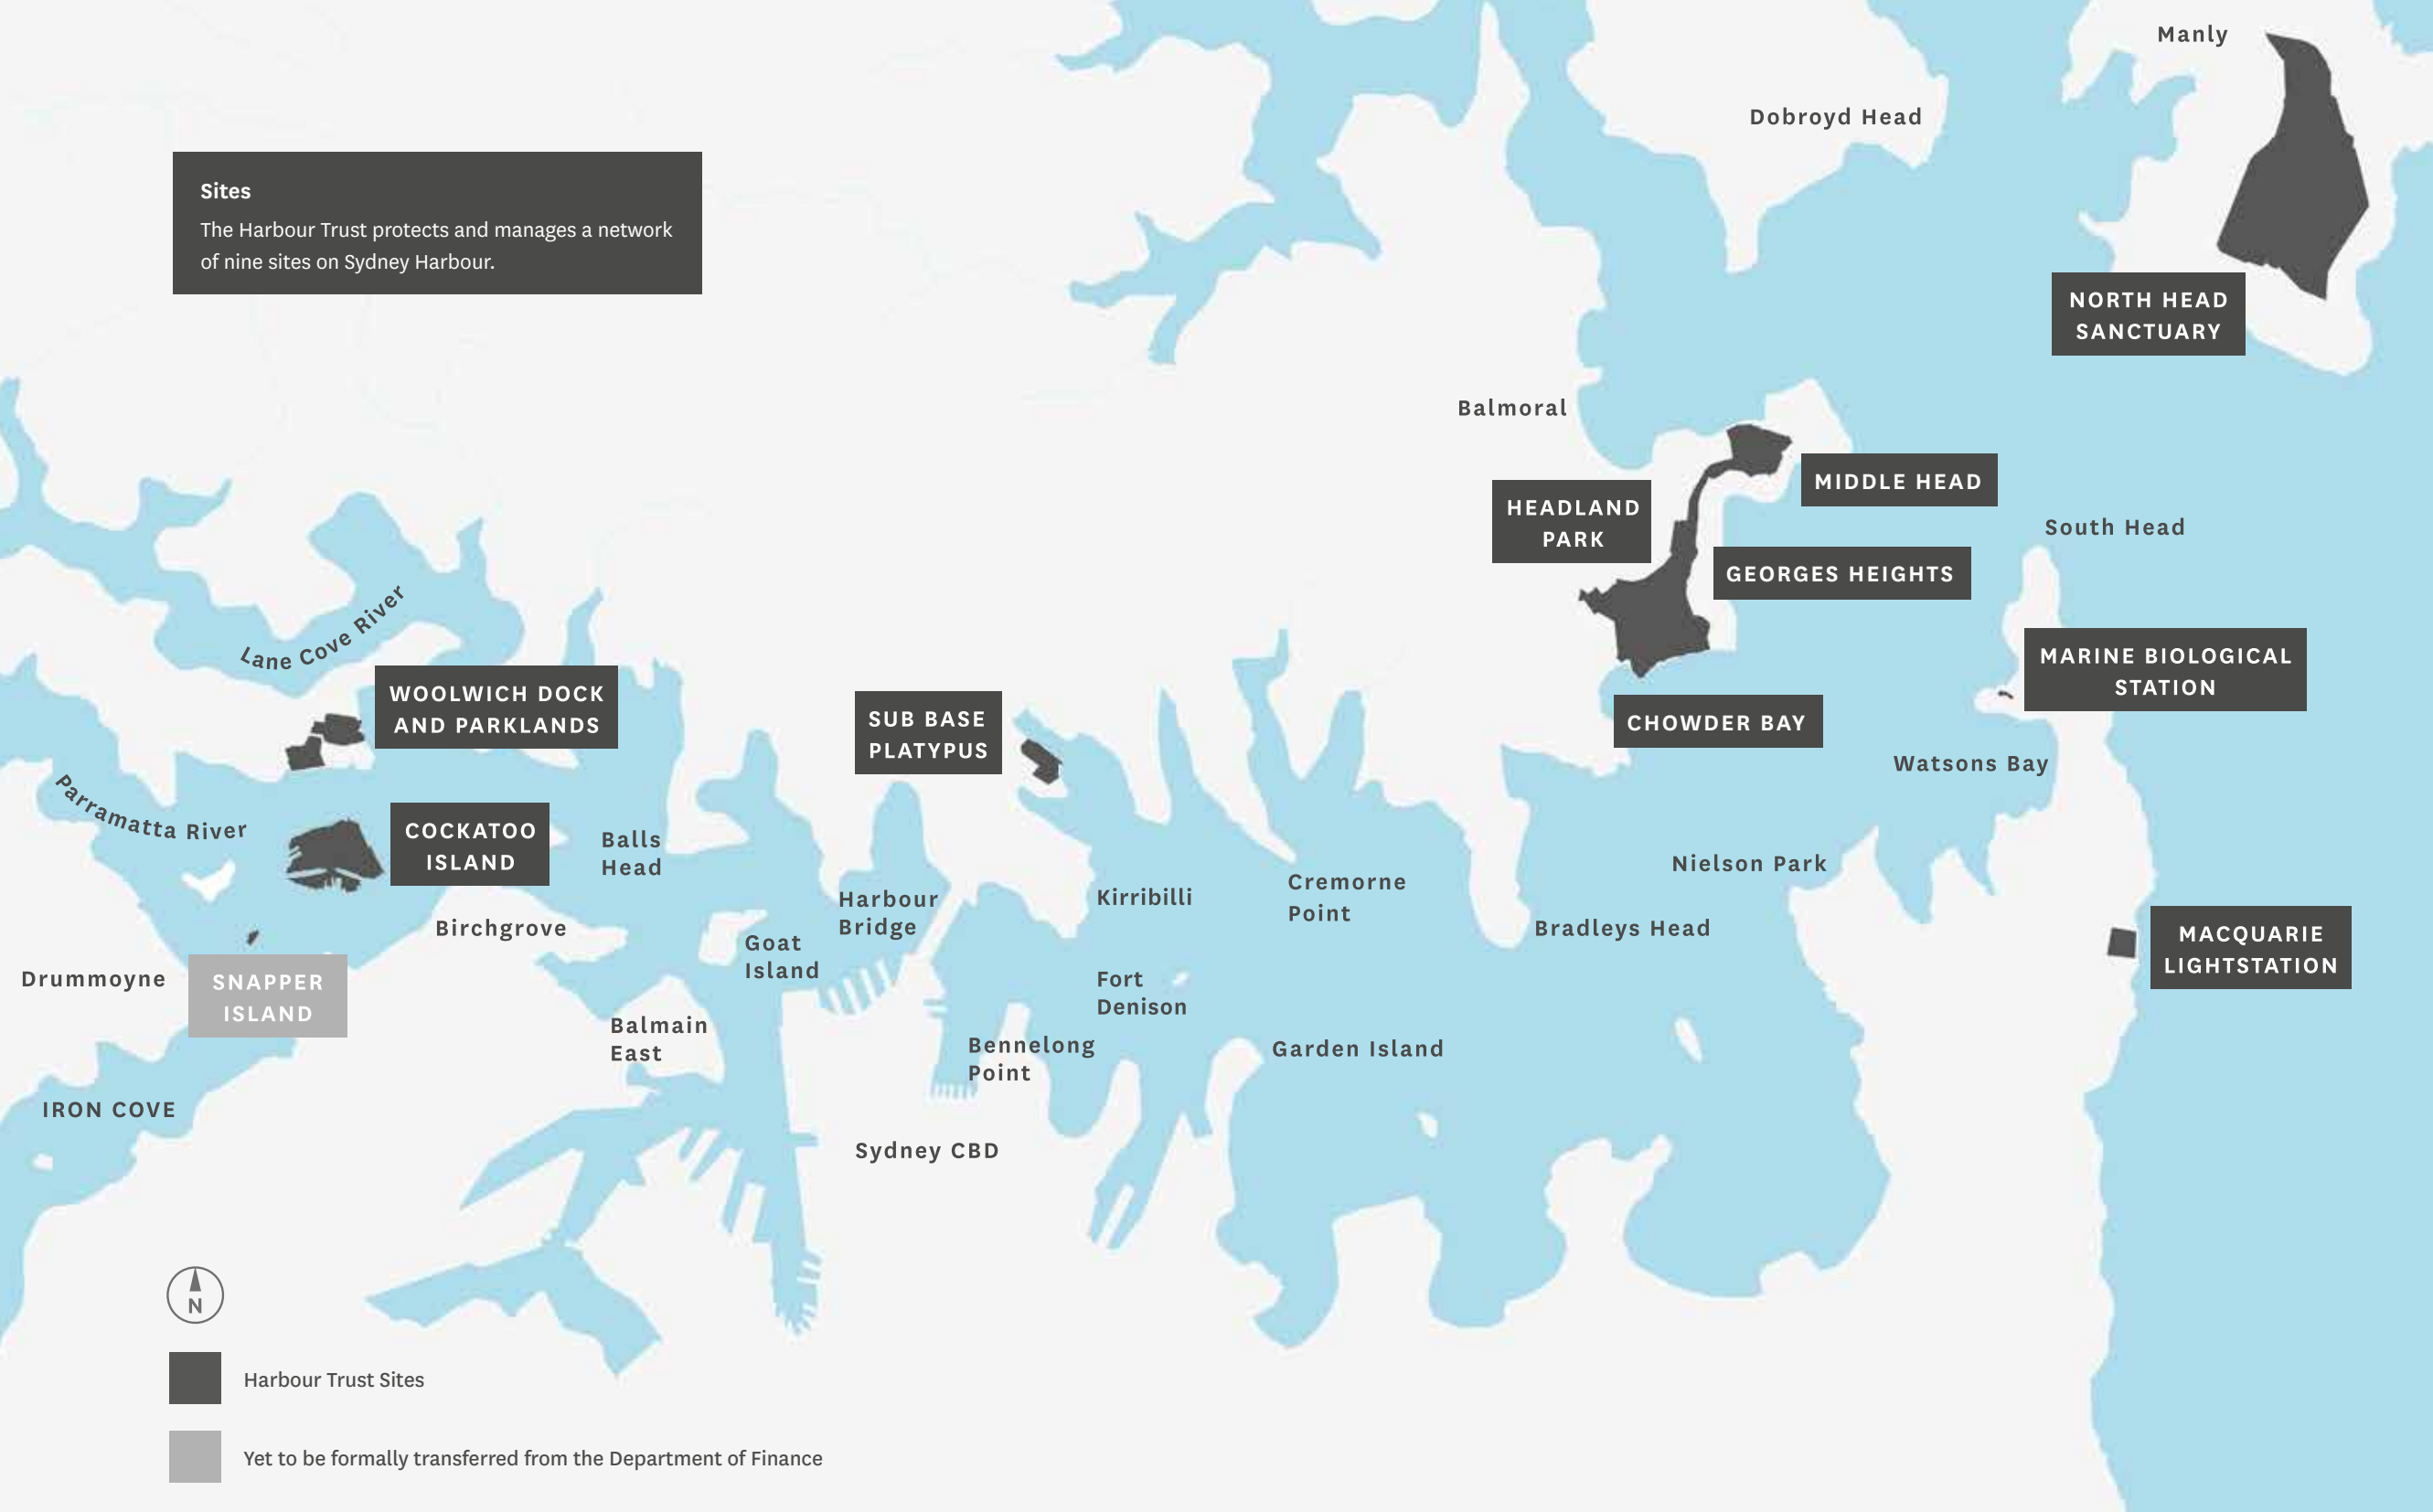 Manly
Dobroyd Head
Sites
The Harbour Trust protects and manages a network
of nine sites on Sydney Harbour.
NORTH HEAD
SANCTUARY
Balmoral
MIDDLE HEAD
HEADLAND
PARK
South Head
GEORGES HEIGHTS
Lane Cove River
MARINE BIOLOGICAL
STATION
WOOLWICH DOCK
AND PARKLANDS
SUB BASE
PLATYPUS
CHOWDER BAY
Watsons Bay
Parramatta River
COCKATOO
ISLAND
Balls
Head
Nielson Park
Harbour
Bridge
Kirribilli
Cremorne
Point
Birchgrove
Bradleys Head
Goat
Island
MACQUARIE
LIGHTSTATION
Drummoyne
SNAPPER
ISLAND
Fort
Denison
Balmain
East
Bennelong
Point
Garden Island
IRON COVE
Sydney CBD
N
Harbour Trust Sites
Yet to be formally transferred from the Department of Finance